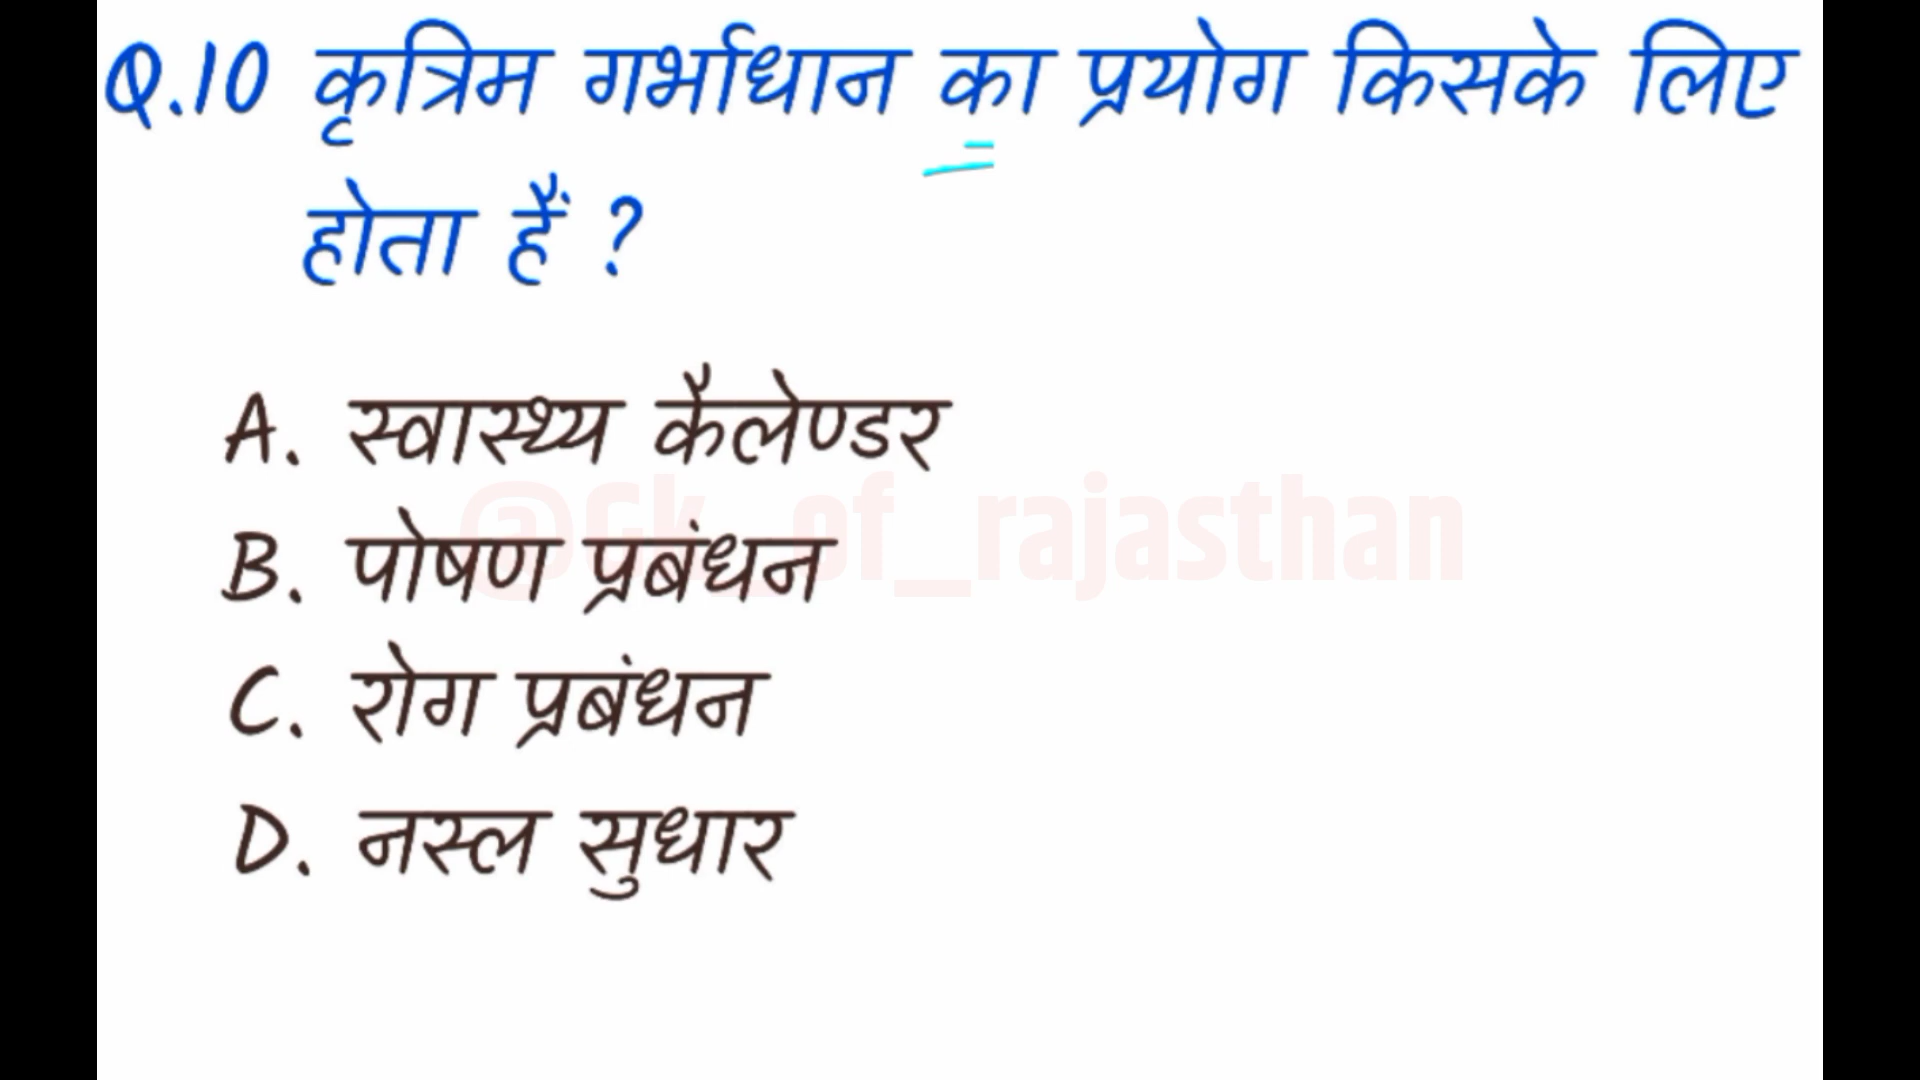 Q.10 कृत्रिम गर्भाधान का प्रयोग किसके लिए
होता हैं ?
A. स्वास्थ्य कैलेण्डर
@Gk_of_rajasthan
B. पोषण प्रबंधन
C. रोग प्रबंधन
D. नस्ल सुधार